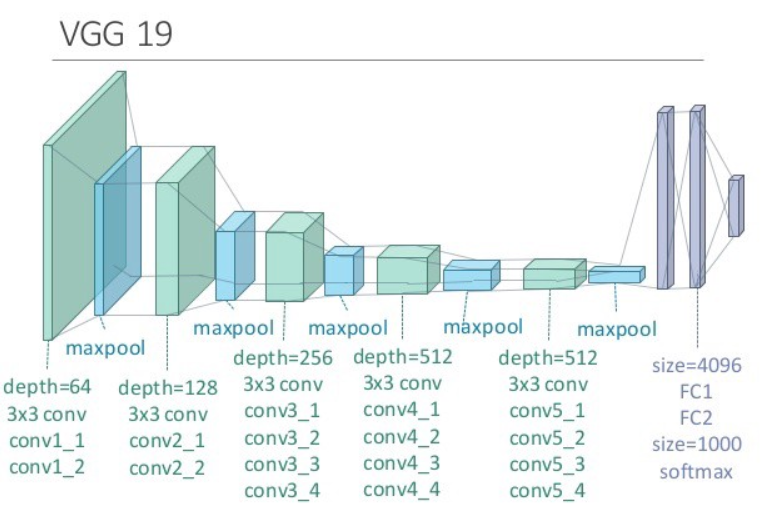 VGG 19
maxpool
maxpool
maxpool
maxpool
maxpool
depth=64
3x3 conv
conv1_1
conv1_2
depth=128
3x3 conv
conv2_1
conv2_2
depth=256
3x3 conv
conv3_1
conv3_2
conv3_3
conv3_4
depth=512
3x3 conv
conv4_1
conv4_2
conv4_3
conv4_4
depth=512
3x3 conv
conv5_1
conv5_2
conv5_3
conv5_4
size=4096
FC1
FC2
size=1000
softmax